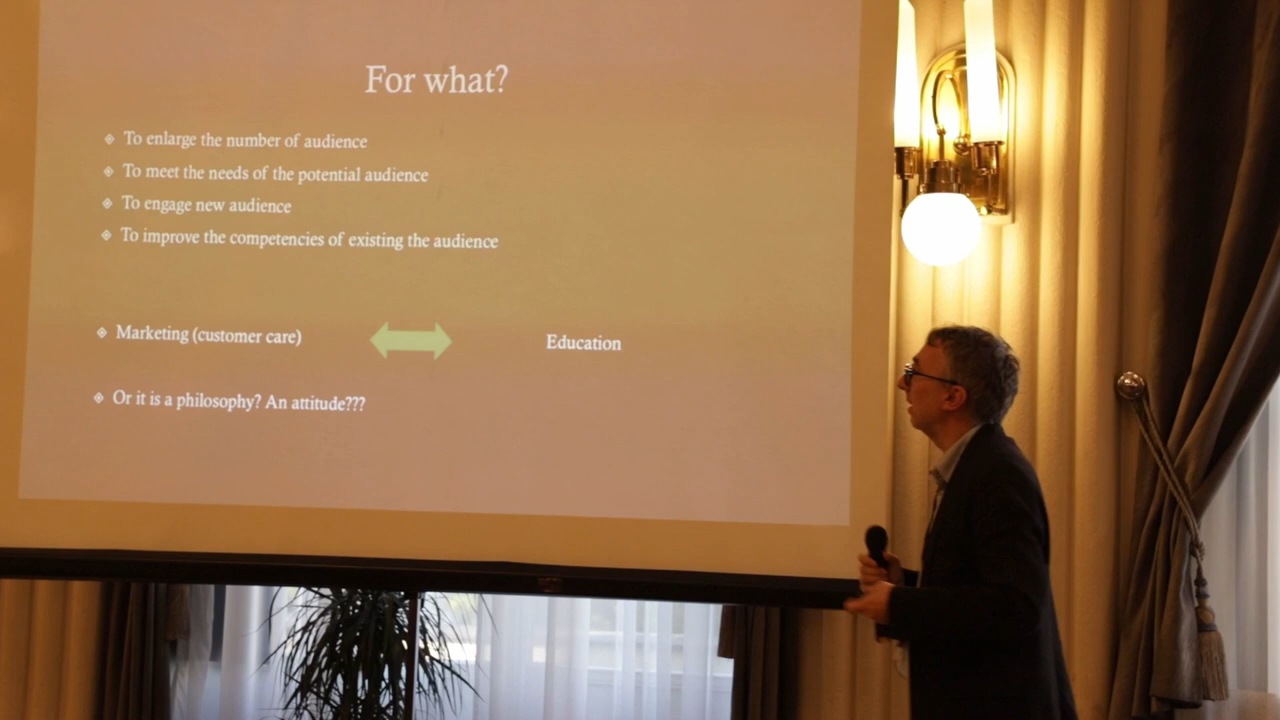 For what?
To enlarge the number of audience
To meet the needs of the potential audience
To engage new audience
To improve the competencies of existing the audience
Marketing (customer care) Education
Or it is a philosophy? An attitude???